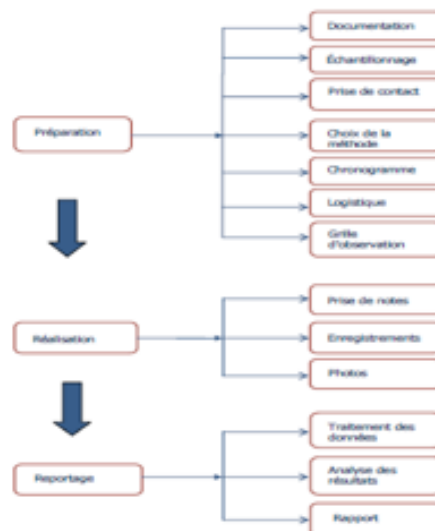 Préparation
Documentation
Échantillonnage
Prise de contact
Choix de la
méthode
Chronogramme
Logistique
Grille
d'observation
Réalisation
Prise de notes
Enregistrements
Photos
Reportage
Traitement des
données
Analyse des
résultats
Rapport